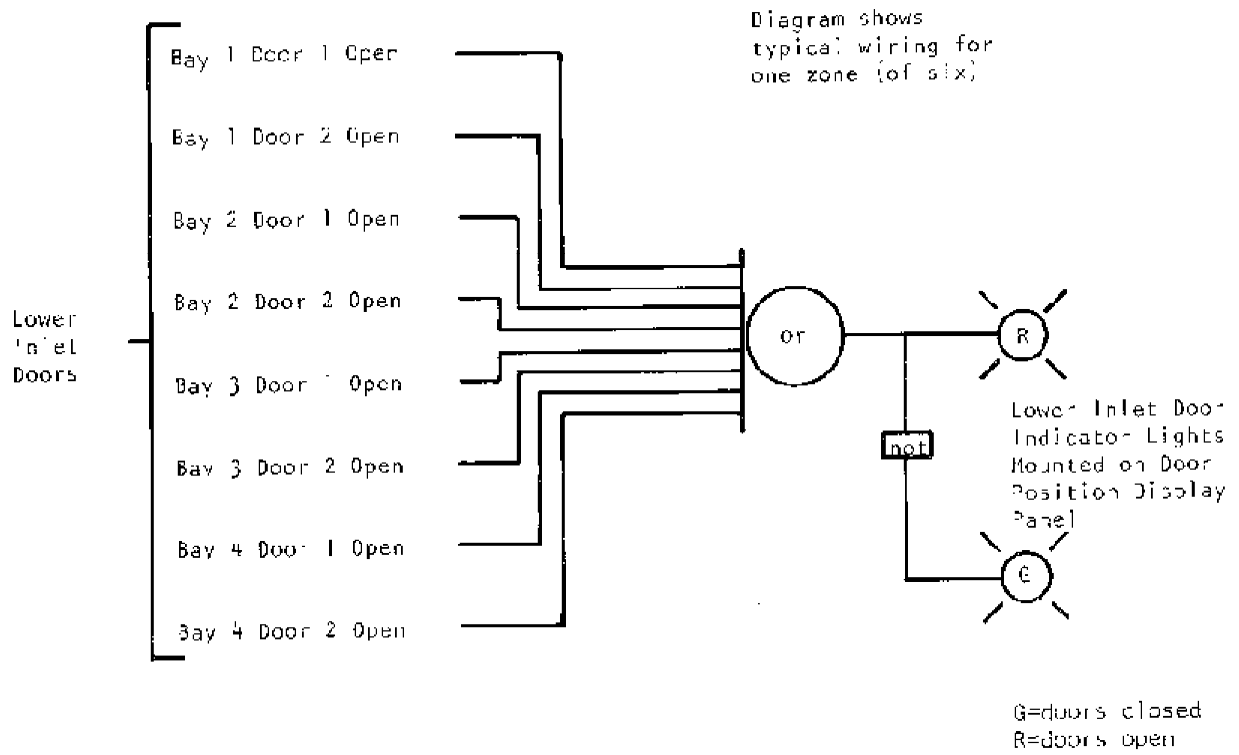 Diagram shows
typical wiring for
one zone (of six)
Bay 1 Door 1 Open
Bay 1 Door 2 Open
Bay 2 Door 1 Open
Bay 2 Door 2 Open
Lower
Inlet
Doors
Bay 3 Door Open
Bay 3 Door 2 Open
Bay 4 Door 1 Open
Bay 4 Door 2 Open
or
R
not
Lower Inlet Door
Indicator Lights
Mounted on Door
Position Display
Panel
G
G=doors closed
R=doors open